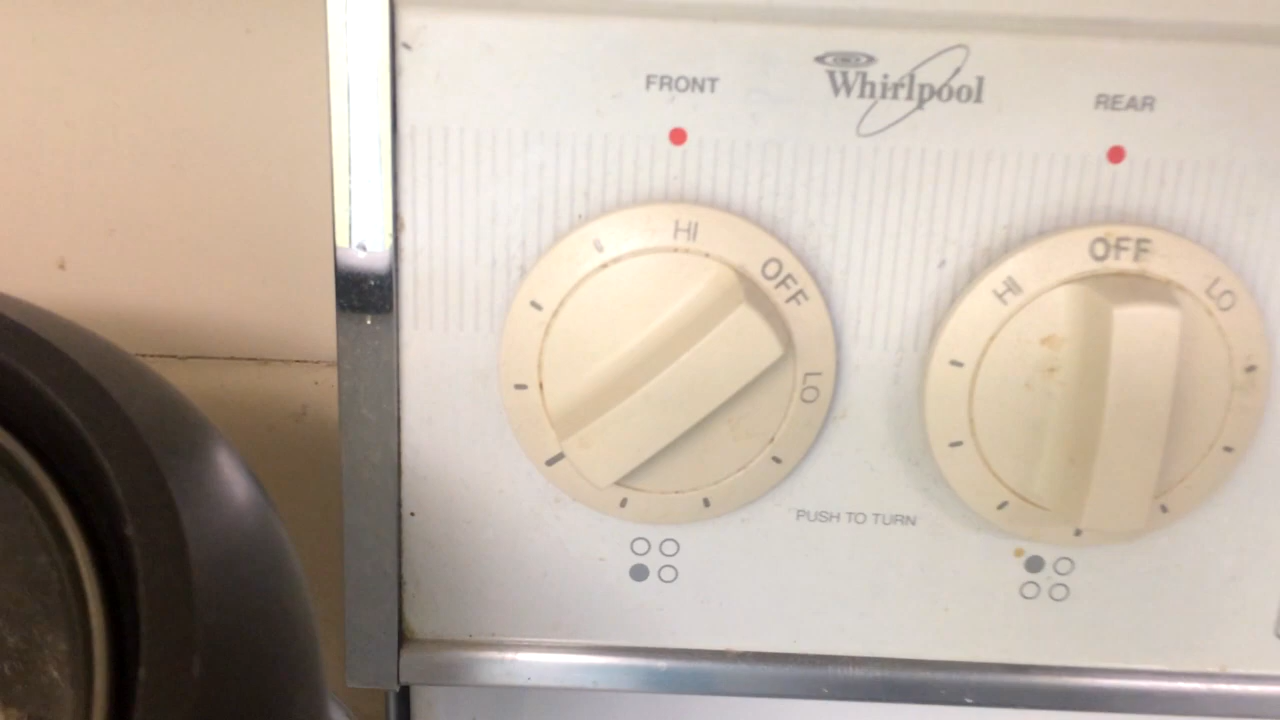 FRONT
Whirlpool
REAR
HI
OFF
LO
HI
OFF
LO
PUSH TO TURN